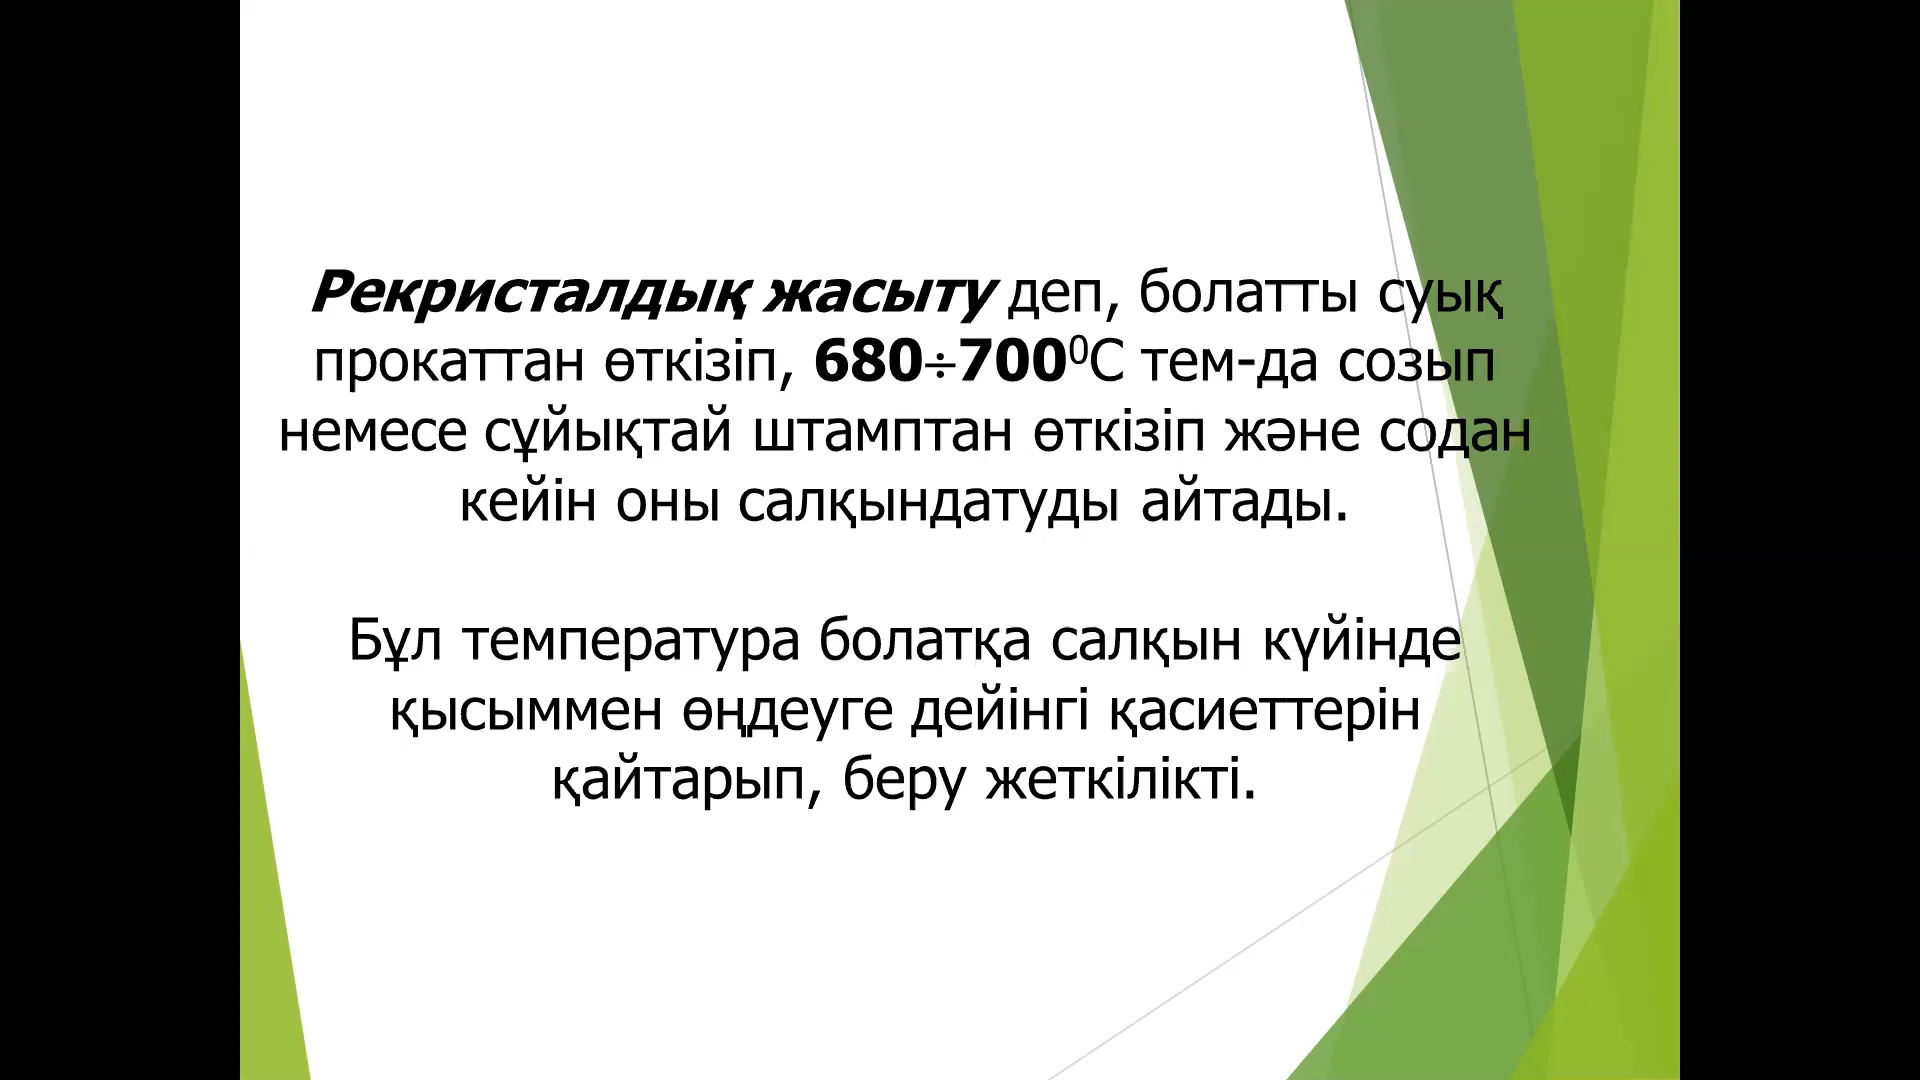 Рекристалдық жасыту деп, болатты суық
прокаттан өткізіп, 680÷700⁰С тем-да созып
немесе сұйықтай штамптан өткізіп және содан
кейін оны салқындатуды айтады.
Бұл температура болатқа салқын күйінде
қысыммен өңдеуге дейінгі қасиеттерін
қайтарып, беру жеткілікті.